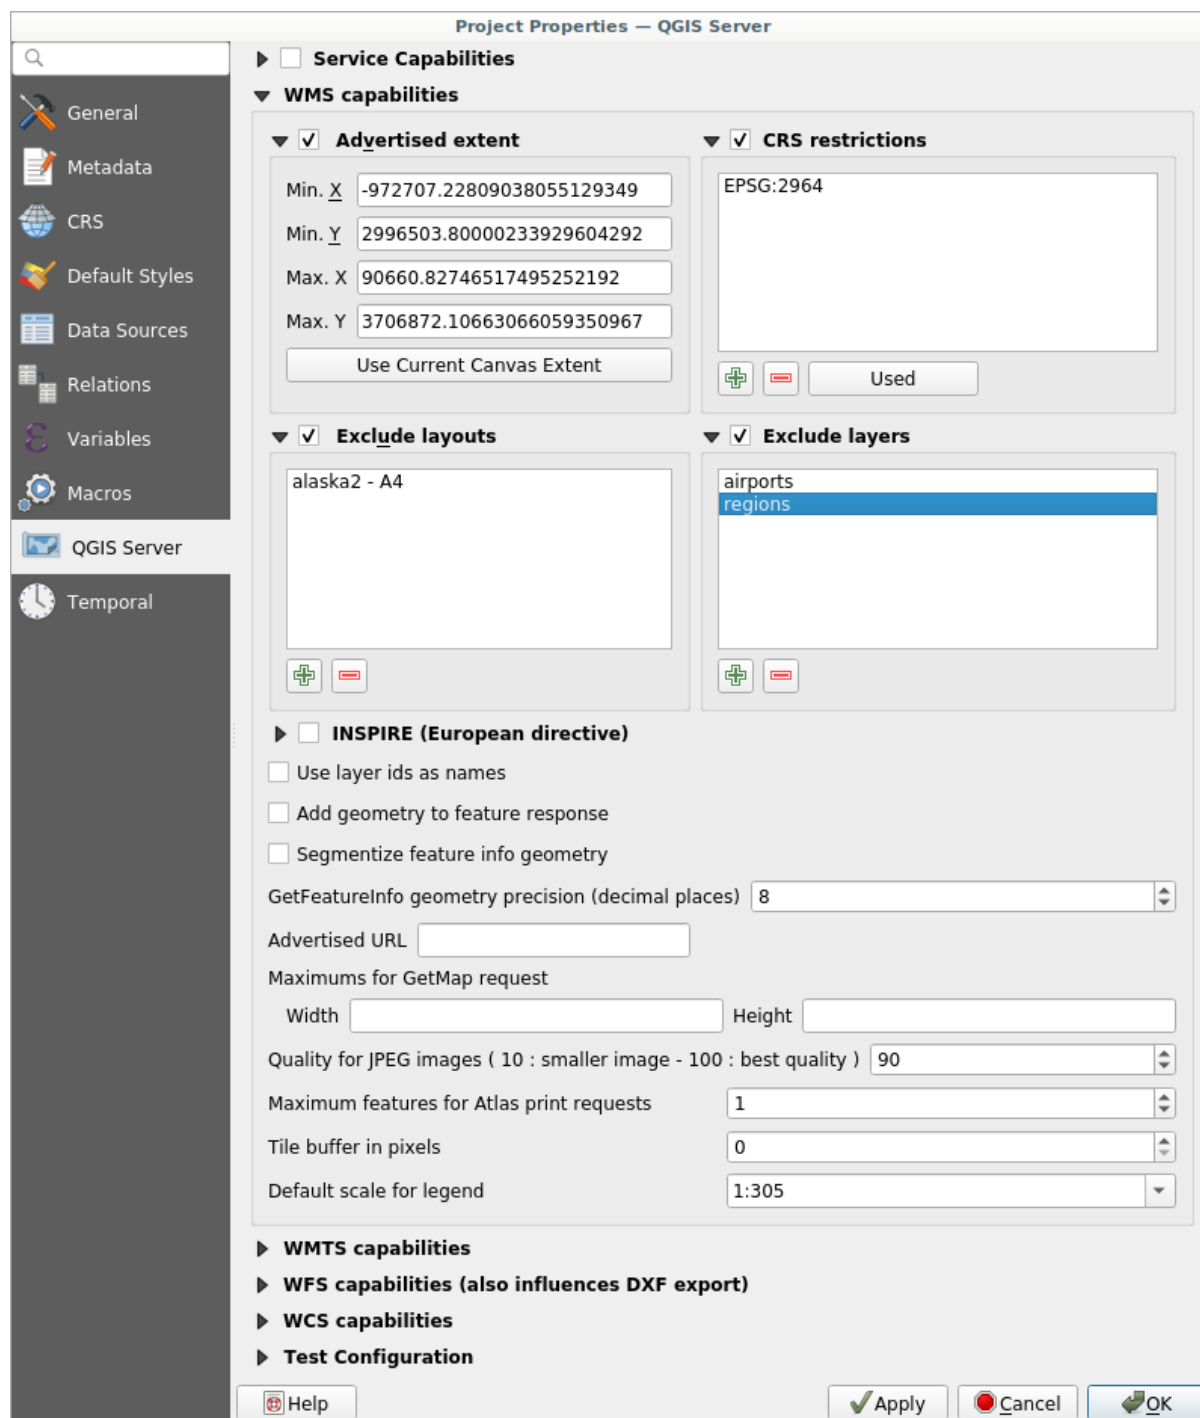 Project Properties — QGIS Server
General
Metadata
CRS
Default Styles
Data Sources
Relations
Variables
Macros
QGIS Server
Temporal
Service Capabilities
WMS capabilities
Advertised extent
Min. X -972707.22809038055129349
Min. Y 2996503.80000233929604292
Max. X 90660.82746517495252192
Max. Y 3706872.10663066059350967
Use Current Canvas Extent
CRS restrictions
EPSG:2964
Used
Exclude layouts
alaska2 - A4
Exclude layers
airports
regions
INSPIRE (European directive)
Use layer ids as names
Add geometry to feature response
Segmentize feature info geometry
GetFeatureInfo geometry precision (decimal places) 8
Advertised URL
Maximums for GetMap request
Width Height
Quality for JPEG images ( 10 : smaller image - 100 : best quality ) 90
Maximum features for Atlas print requests 1
Tile buffer in pixels 0
Default scale for legend 1:305
WMTS capabilities
WFS capabilities (also influences DXF export)
WCS capabilities
Test Configuration
Help Apply Cancel OK